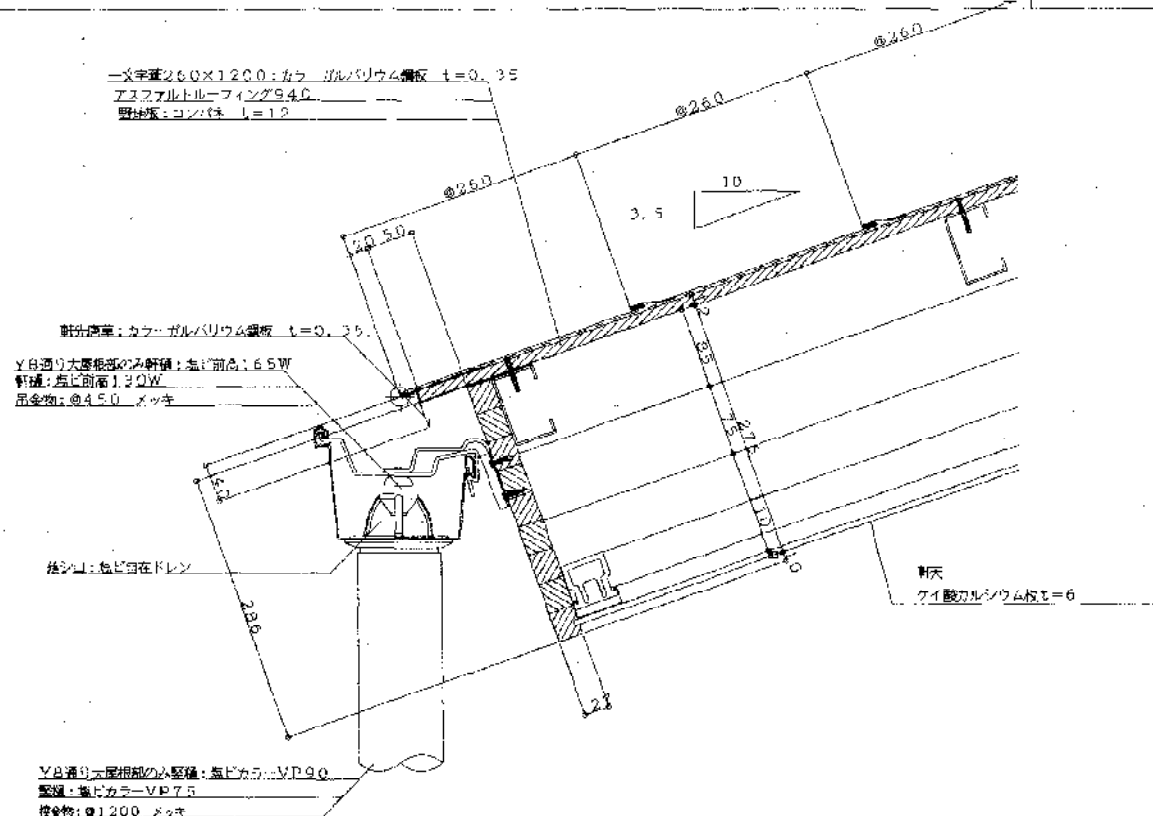 一文字葺260×1200：カラーガルバリウム鋼板 t=0.35
アスファルトルーフィング940
野地板：コンパネ t=12
@260
@260
@260
10
3.5
20
50
軒先唐草：カラーガルバリウム鋼板 t=0.35
Y8通り大屋根部のみ軒樋：塩ビ前高165W
軒樋：塩ビ前高130W
吊金物：@450 メッキ
塩ビ自在ドレン
286
75
軒天
ケイ酸カルシウム板t=6
Y8通り大屋根部のみ竪樋：塩ビカラーVP90
竪樋：塩ビカラーVP75
@1200 メッキ